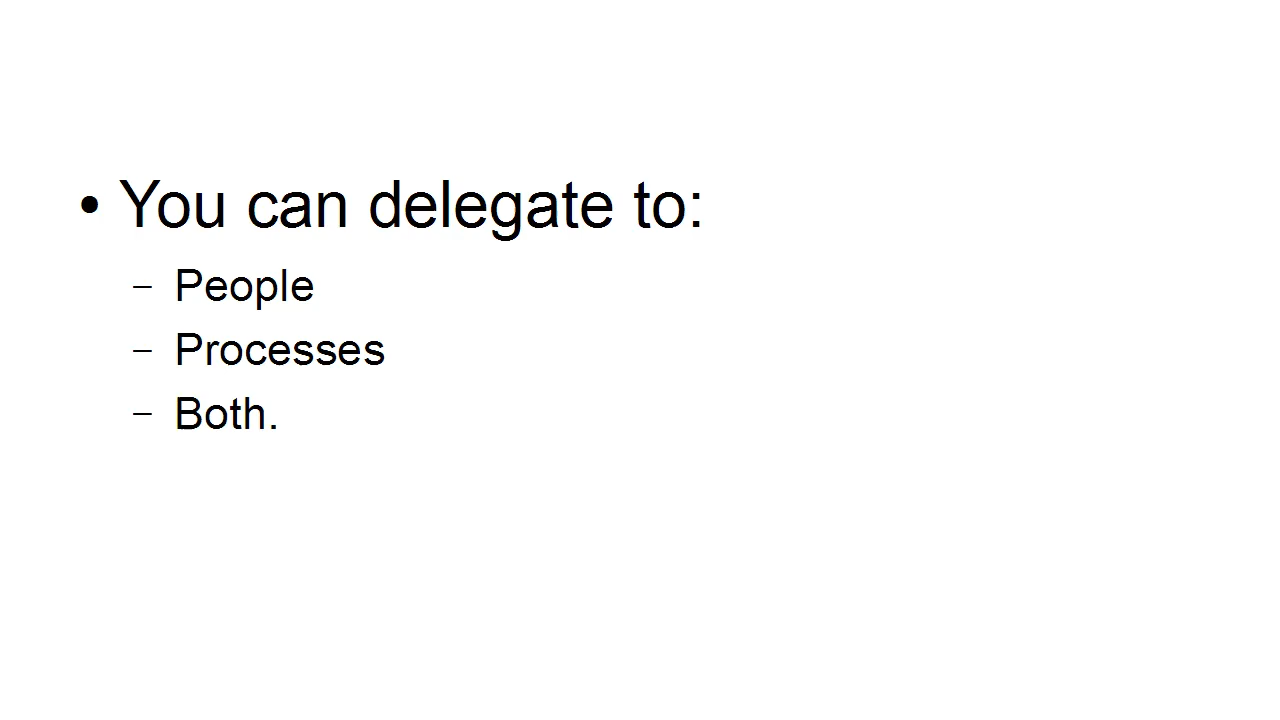 • You can delegate to:
– People
– Processes
– Both.